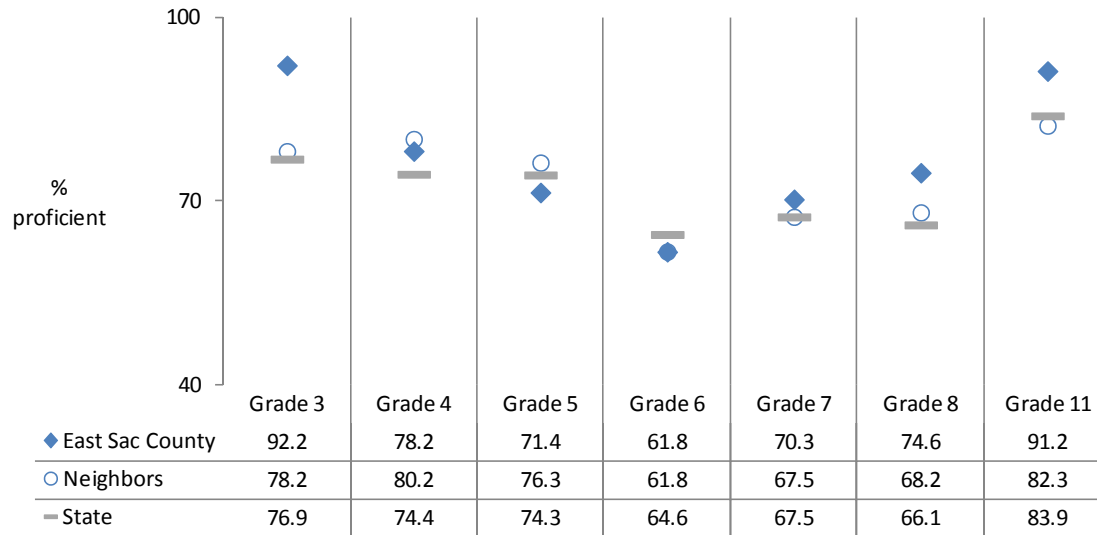 100
%
proficient
70
40
Grade 3 Grade 4 Grade 5 Grade 6 Grade 7 Grade 8 Grade 11
East Sac County 92.2 78.2 71.4 61.8 70.3 74.6 91.2
Neighbors 78.2 80.2 76.3 61.8 67.5 68.2 82.3
State 76.9 74.4 74.3 64.6 67.5 66.1 83.9